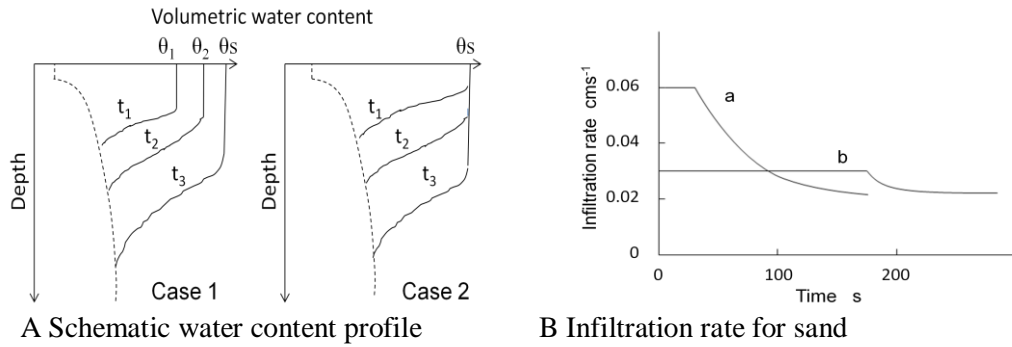 Volumetric water content
θ1 θ2 θS
t1
t2
t3
Depth
Case 1
θS
t1
t2
t3
Depth
Case 2
A Schematic water content profile
Infiltration rate cms-1
0.06
0.04
0.02
0
a
b
0 100 200
Time s
B Infiltration rate for sand